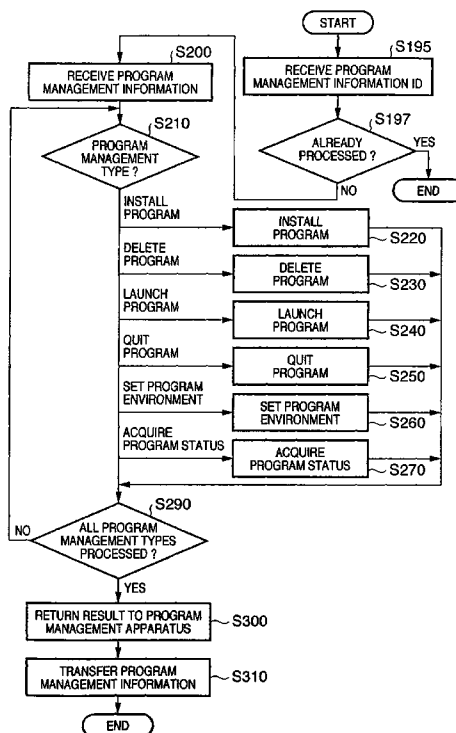 START
S195
RECEIVE PROGRAM
MANAGEMENT INFORMATION ID
S197
ALREADY
PROCESSED ?
YES
END
NO
S200
RECEIVE PROGRAM
MANAGEMENT INFORMATION
S210
PROGRAM
MANAGEMENT
TYPE ?
INSTALL
PROGRAM
INSTALL
PROGRAM
S220
DELETE
PROGRAM
DELETE
PROGRAM
S230
LAUNCH
PROGRAM
LAUNCH
PROGRAM
S240
QUIT
PROGRAM
QUIT
PROGRAM
S250
SET PROGRAM
ENVIRONMENT
SET PROGRAM
ENVIRONMENT
S260
ACQUIRE
PROGRAM STATUS
ACQUIRE
PROGRAM STATUS
S270
S290
NO
ALL PROGRAM
MANAGEMENT TYPES
PROCESSED ?
YES
RETURN RESULT TO PROGRAM
MANAGEMENT APPARATUS
S300
TRANSFER PROGRAM
MANAGEMENT INFORMATION
S310
END